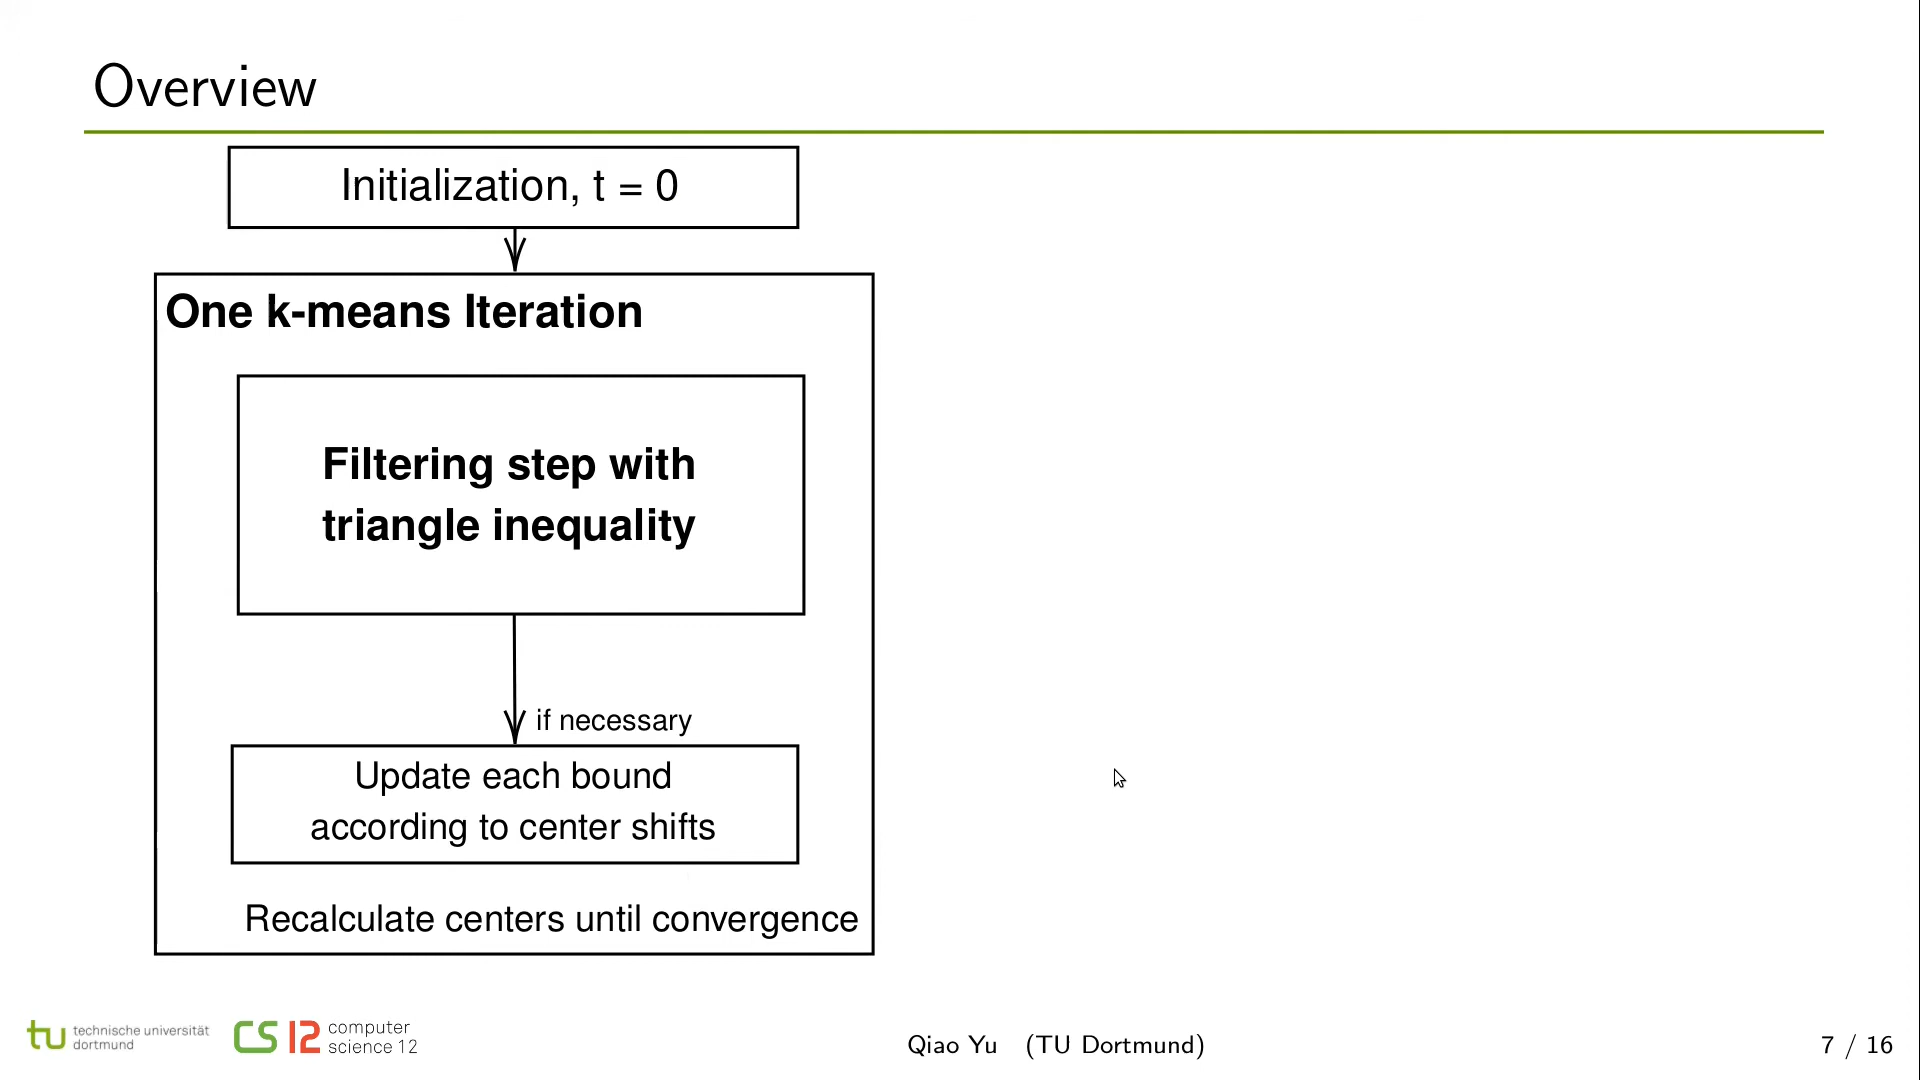 Overview
Initialization, t = 0
One k-means Iteration
Filtering step with
triangle inequality
if necessary
Update each bound
according to center shifts
Recalculate centers until convergence
tu technische universität
dortmund
CS 12 computer
science 12
Qiao Yu (TU Dortmund)
7 / 16